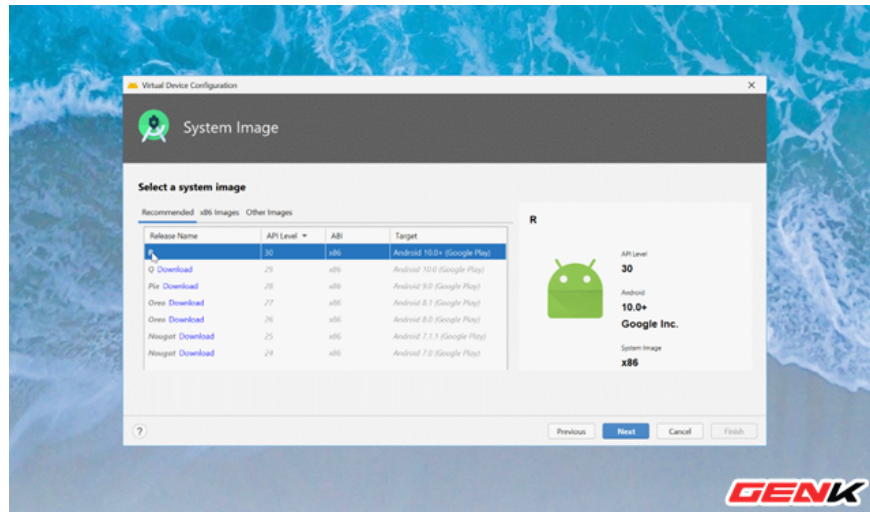 Virtual Device Configuration
System Image
Select a system image
Recommended x86 Images Other Images
Release Name API Level ABI Target
R 30 x86 Android 10.0+ (Google Play)
Q Download 29 x86 Android 10.0 (Google Play)
Pie Download 28 x86 Android 9.0 (Google Play)
Oreo Download 27 x86 Android 8.1 (Google Play)
Oreo Download 26 x86 Android 8.0 (Google Play)
Nougat Download 25 x86 Android 7.1.1 (Google Play)
Nougat Download 24 x86 Android 7.0 (Google Play)
R
API Level
30
Android
10.0+
Google Inc.
System Image
x86
? Previous Next Cancel Finish
GENK